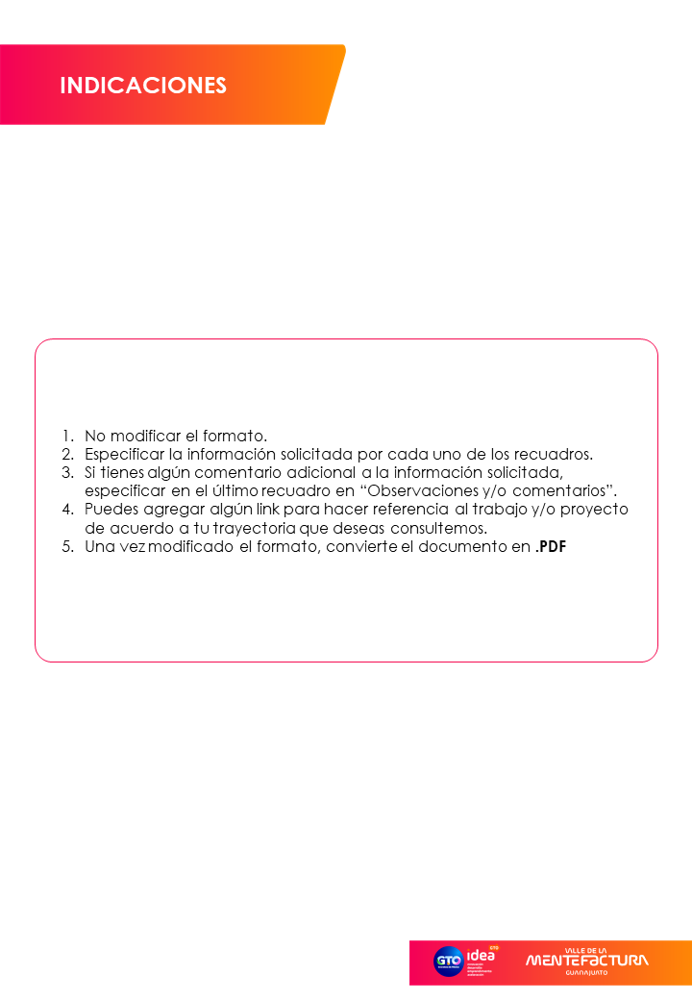 INDICACIONES
1. No modificar el formato.
2. Especificar la información solicitada por cada uno de los recuadros.
3. Si tienes algún comentario adicional a la información solicitada,
especificar en el último recuadro en “Observaciones y/o comentarios”.
4. Puedes agregar algún link para hacer referencia al trabajo y/o proyecto
de acuerdo a tu trayectoria que deseas consultemos.
5. Una vez modificado el formato, convierte el documento en .PDF
GTO
idea GTO
VALLE DE LA
MENTEFACTURA
GUANAJUATO